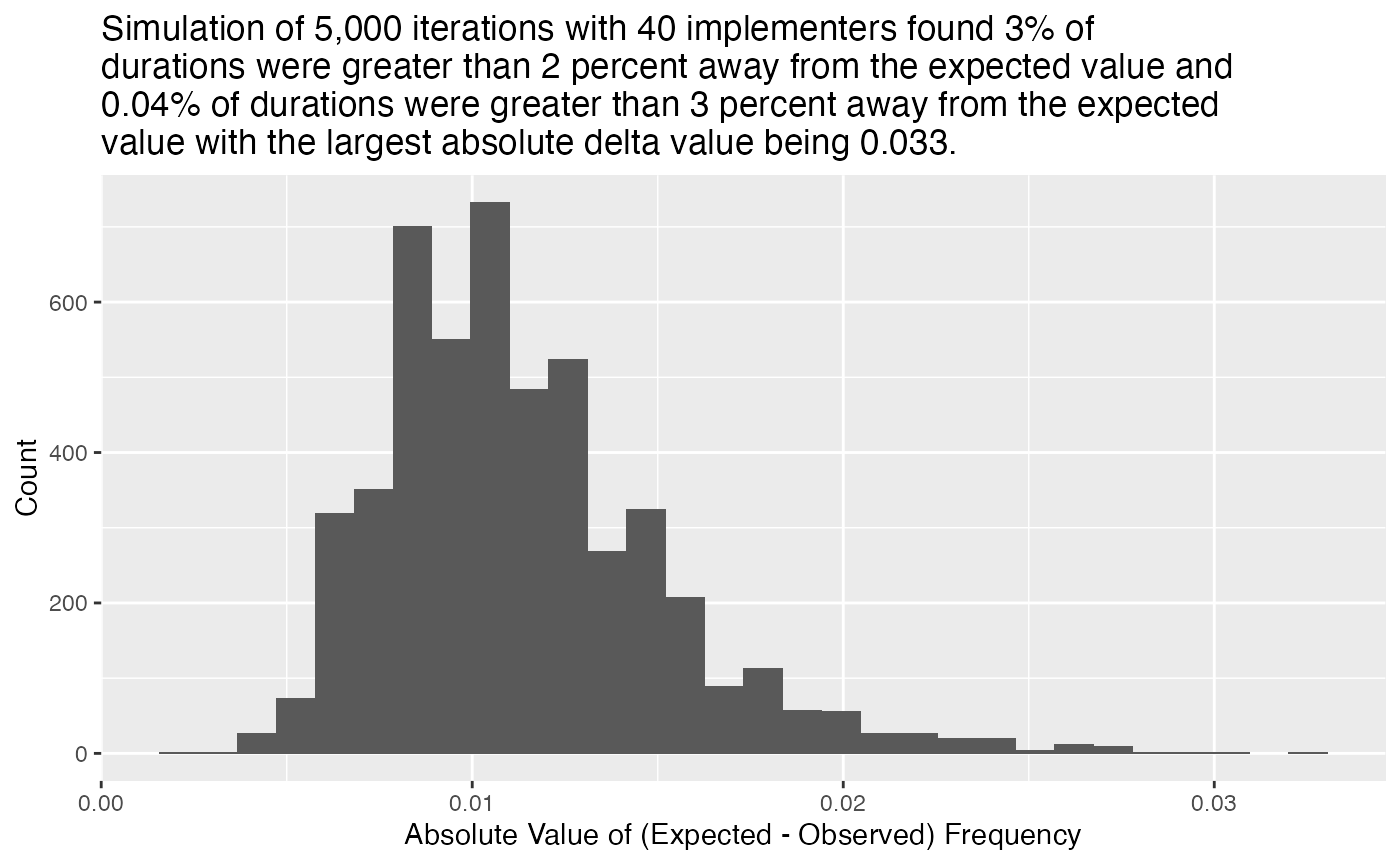 Simulation of 5,000 iterations with 40 implementers found 3% of
durations were greater than 2 percent away from the expected value and
0.04% of durations were greater than 3 percent away from the expected
value with the largest absolute delta value being 0.033.
600
400
200
0
Count
0.00 0.01 0.02 0.03
Absolute Value of (Expected - Observed) Frequency